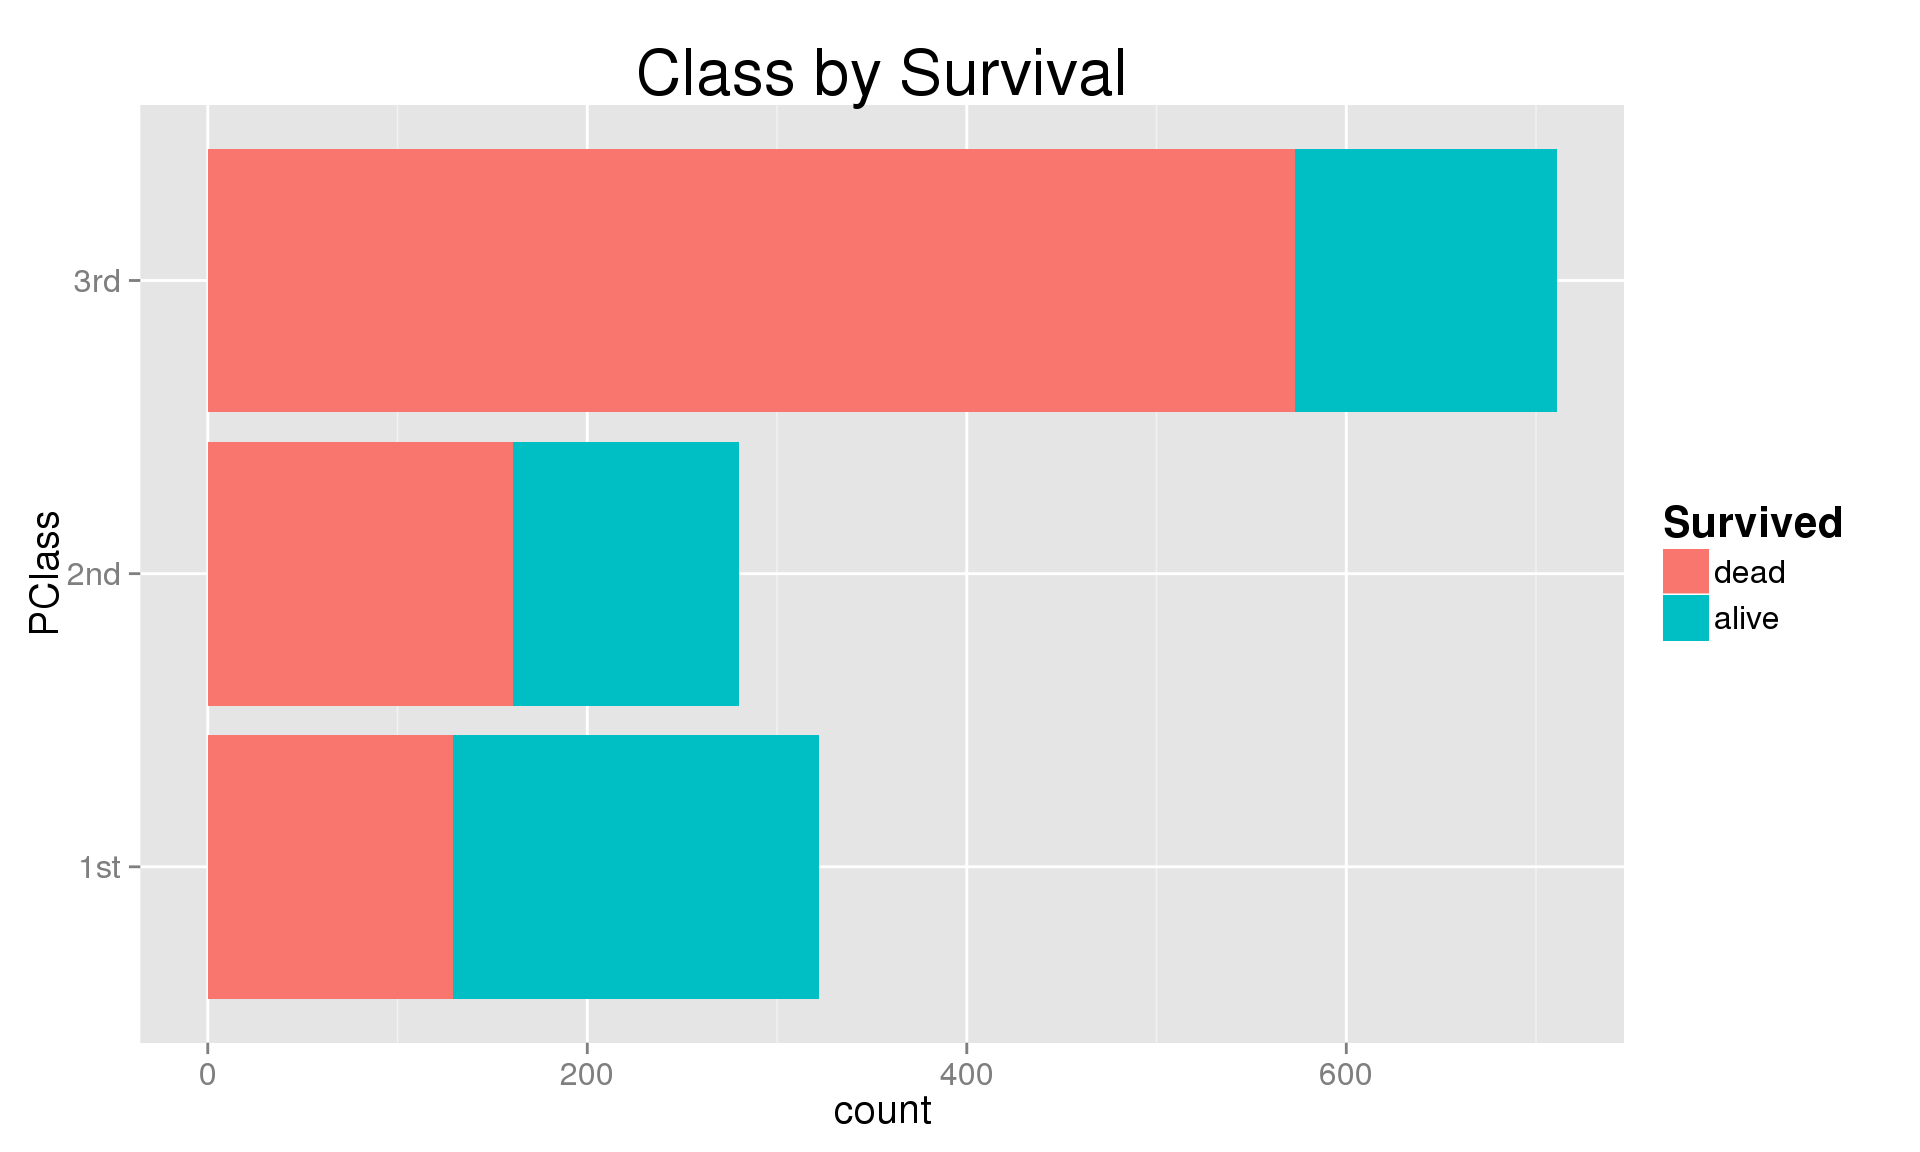 Class by Survival
PClass
3rd
2nd
1st
0 200 400 600
count
Survived
dead
alive